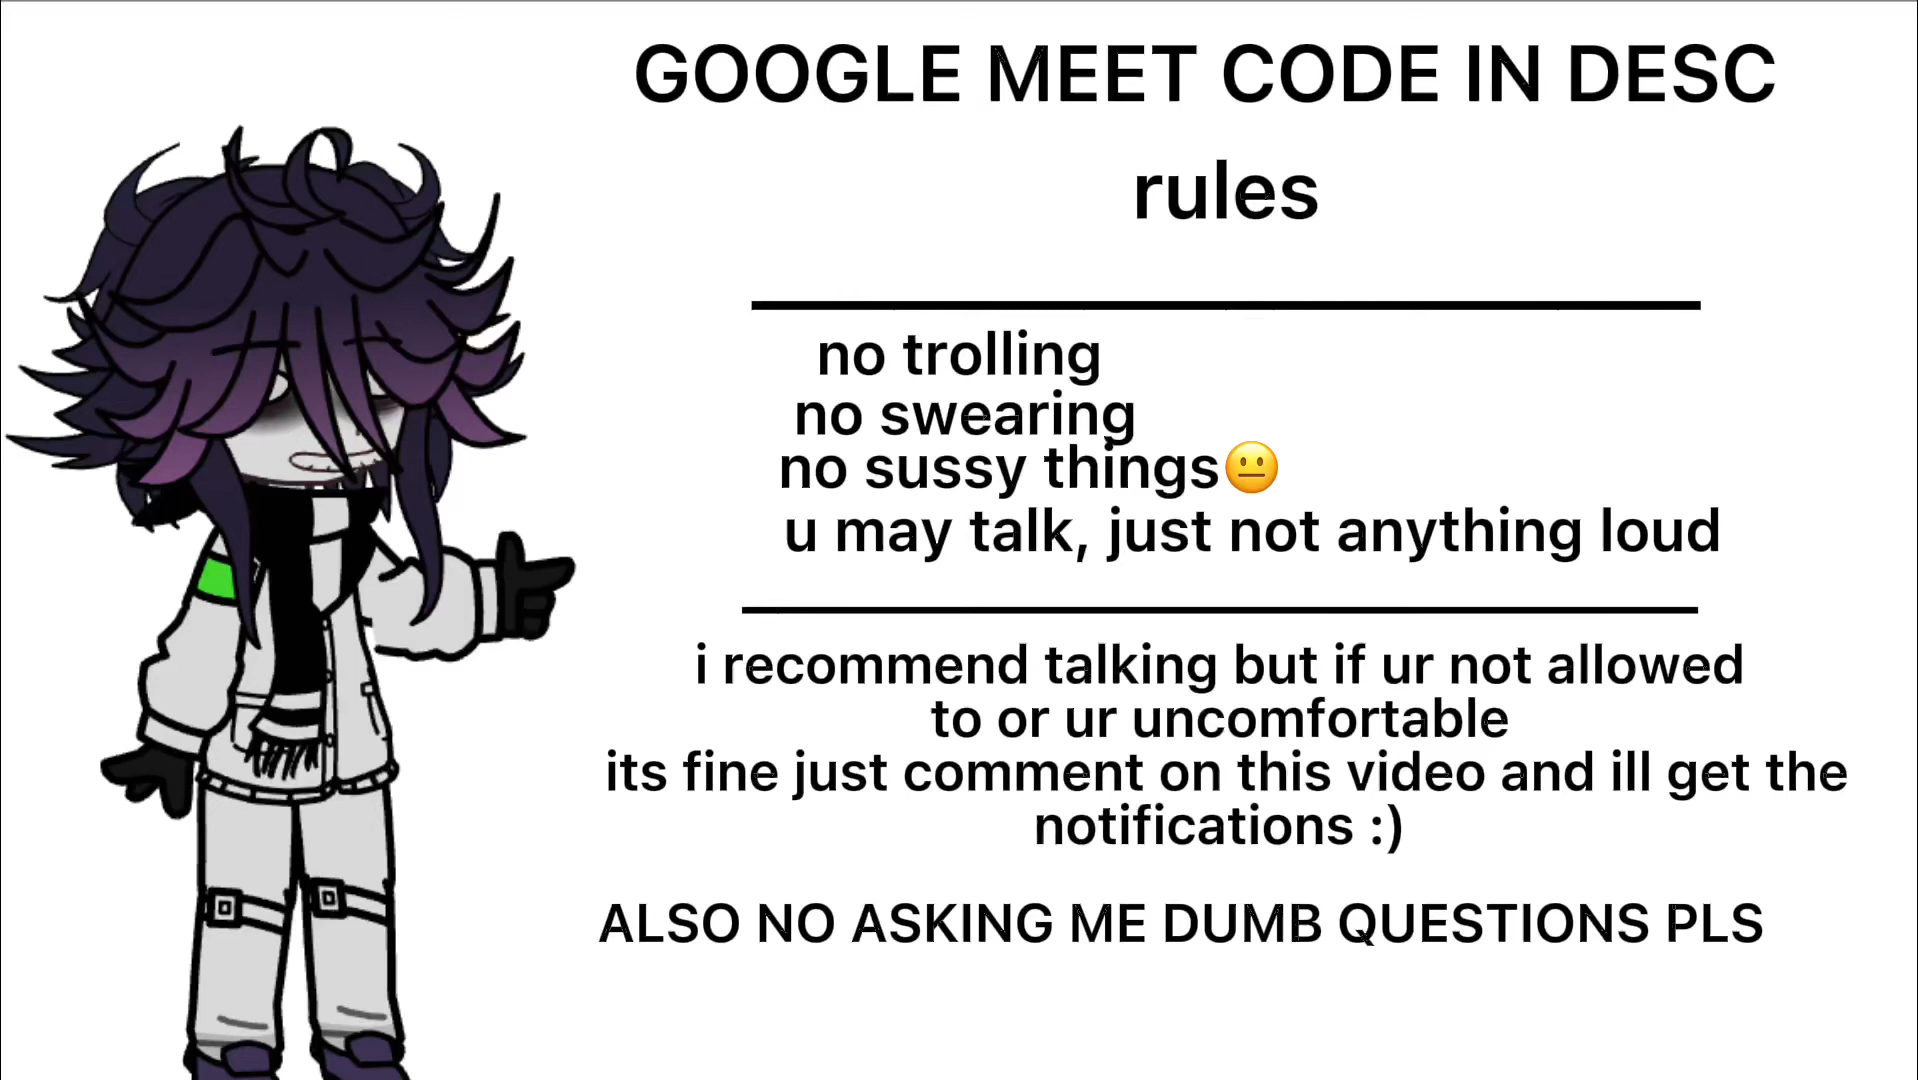 GOOGLE MEET CODE IN DESC
rules
no trolling
no swearing
no sussy things😐
u may talk, just not anything loud
i recommend talking but if ur not allowed
to or ur uncomfortable
its fine just comment on this video and ill get the
notifications :)
ALSO NO ASKING ME DUMB QUESTIONS PLS